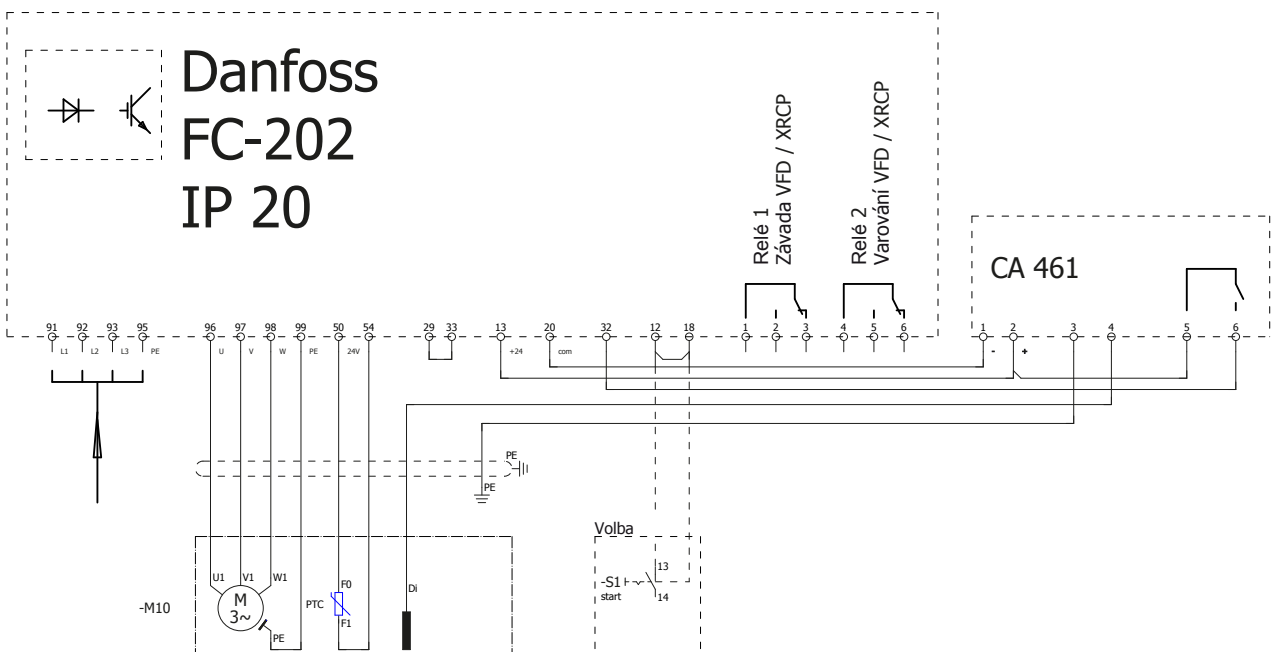 Danfoss
FC-202
IP 20
Relé 1
Závada VFD / XRCP
Relé 2
Varování VFD / XRCP
CA 461
91 92 93 95 96 97 98 99 50 54 29 33 13 20 32 12 18 1 2 3 4 5 6 1 2 3 4 5 6
L1 L2 L3 PE U V W PE 24V +24 com - +
PE
PE
Volba
U1 V1 W1 F0 Di 13
-S1
-M10 M PTC start 14
3~ F1
PE